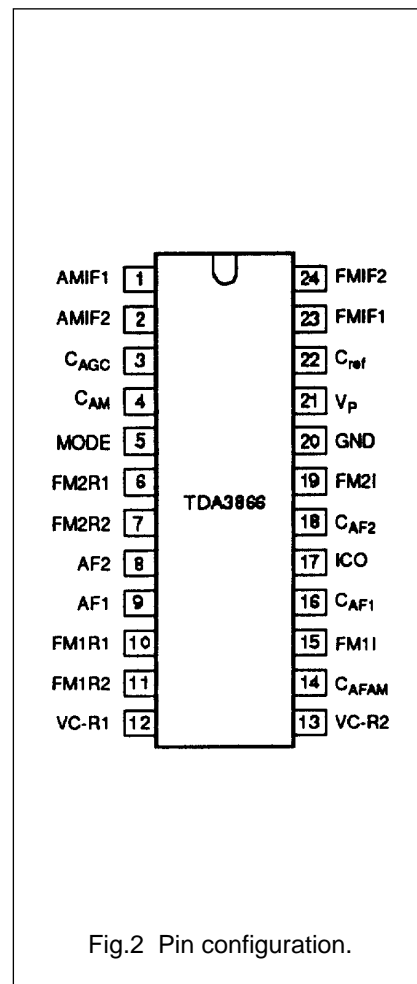 AMIF1 1 24 FMIF2
AMIF2 2 23 FMIF1
CAGC 3 22 Cref
CAM 4 21 VP
MODE 5 20 GND
FM2R1 6 19 FM2I
FM2R2 7 18 CAF2
TDA3866
AF2 8 17 ICO
AF1 9 16 CAF1
FM1R1 10 15 FM1I
FM1R2 11 14 CAFAM
VC-R1 12 13 VC-R2
Fig.2 Pin configuration.